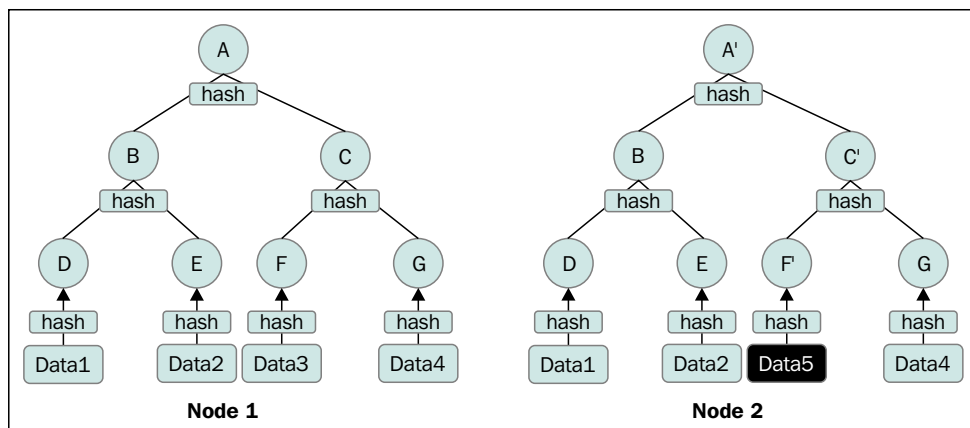 A
hash
B
C
hash
hash
D
E
F
G
hash
hash
hash
hash
Data1
Data2
Data3
Data4
Node 1
A'
hash
B
C'
hash
hash
D
E
F'
G
hash
hash
hash
hash
Data1
Data2
Data5
Data4
Node 2